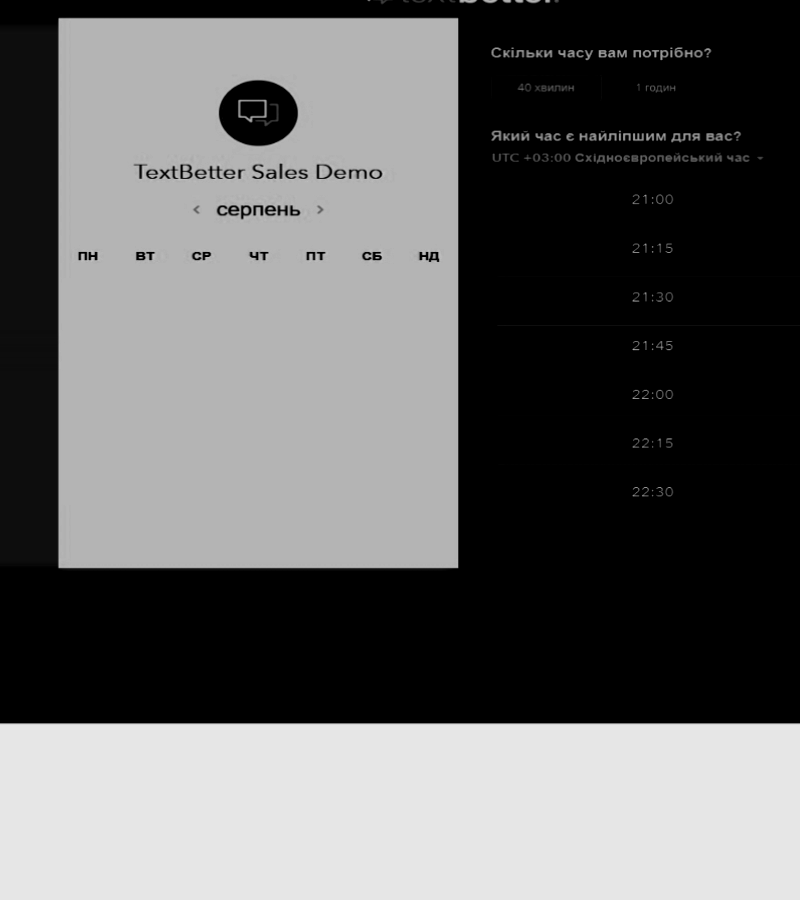 TextBetter Sales Demo
< серпень >
ПН ВТ СР ЧТ ПТ СБ НД
Скільки часу вам потрібно?
40 хвилин 1 годин
Який час є найліпшим для вас?
UTC +03:00 Східноєвропейський час
21:00
21:15
21:30
21:45
22:00
22:15
22:30